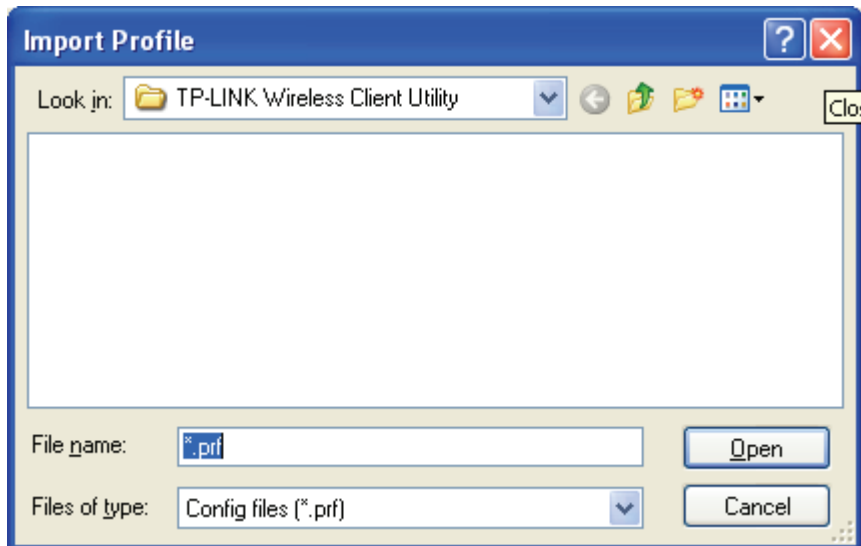 Import Profile
Look in: TP-LINK Wireless Client Utility
Clos
File name: *.prf
Open
Files of type: Config files (*.prf)
Cancel